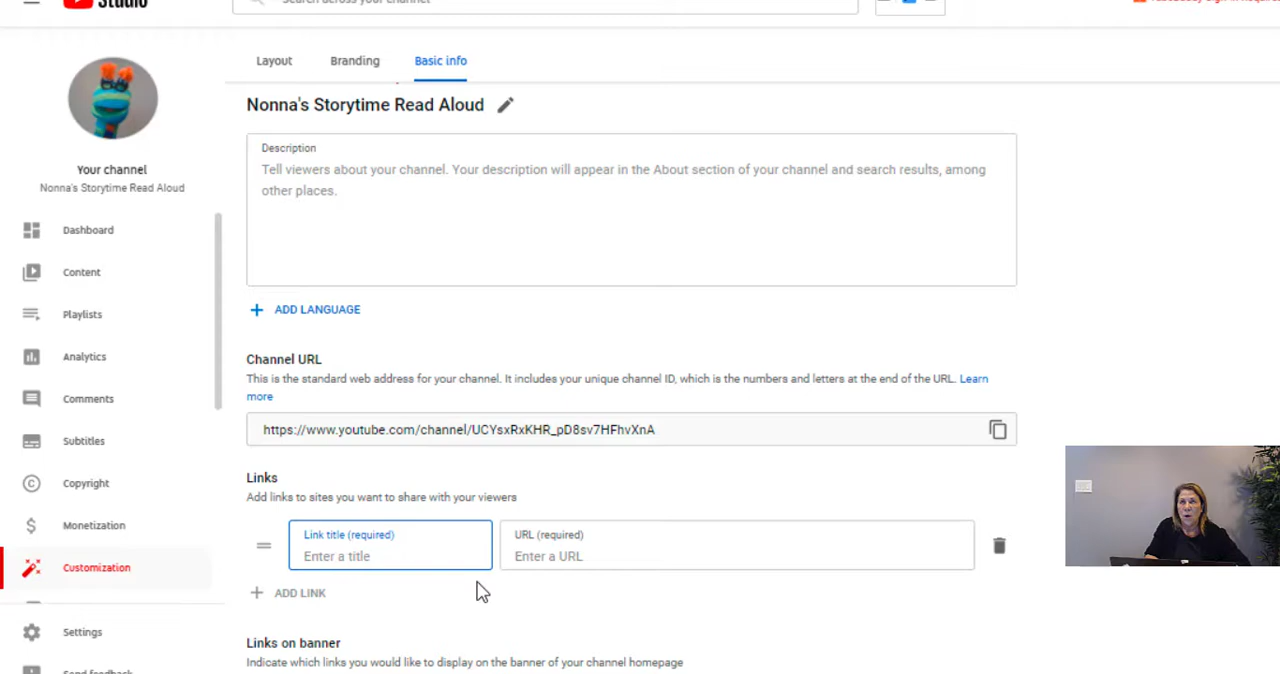 Studio
Search across your channel
Layout Branding Basic info
Nonna's Storytime Read Aloud
Description
Tell viewers about your channel. Your description will appear in the About section of your channel and search results, among
other places.
ADD LANGUAGE
Channel URL
This is the standard web address for your channel. It includes your unique channel ID, which is the numbers and letters at the end of the URL. Learn
more
https://www.youtube.com/channel/UCYsxRxKHR_pD8sv7HFhvXnA
Links
Add links to sites you want to share with your viewers
Link title (required)
Enter a title
URL (required)
Enter a URL
ADD LINK
Links on banner
Indicate which links you would like to display on the banner of your channel homepage
Your channel
Nonna's Storytime Read Aloud
Dashboard
Content
Playlists
Analytics
Comments
Subtitles
Copyright
Monetization
Customization
Settings
Send feedback